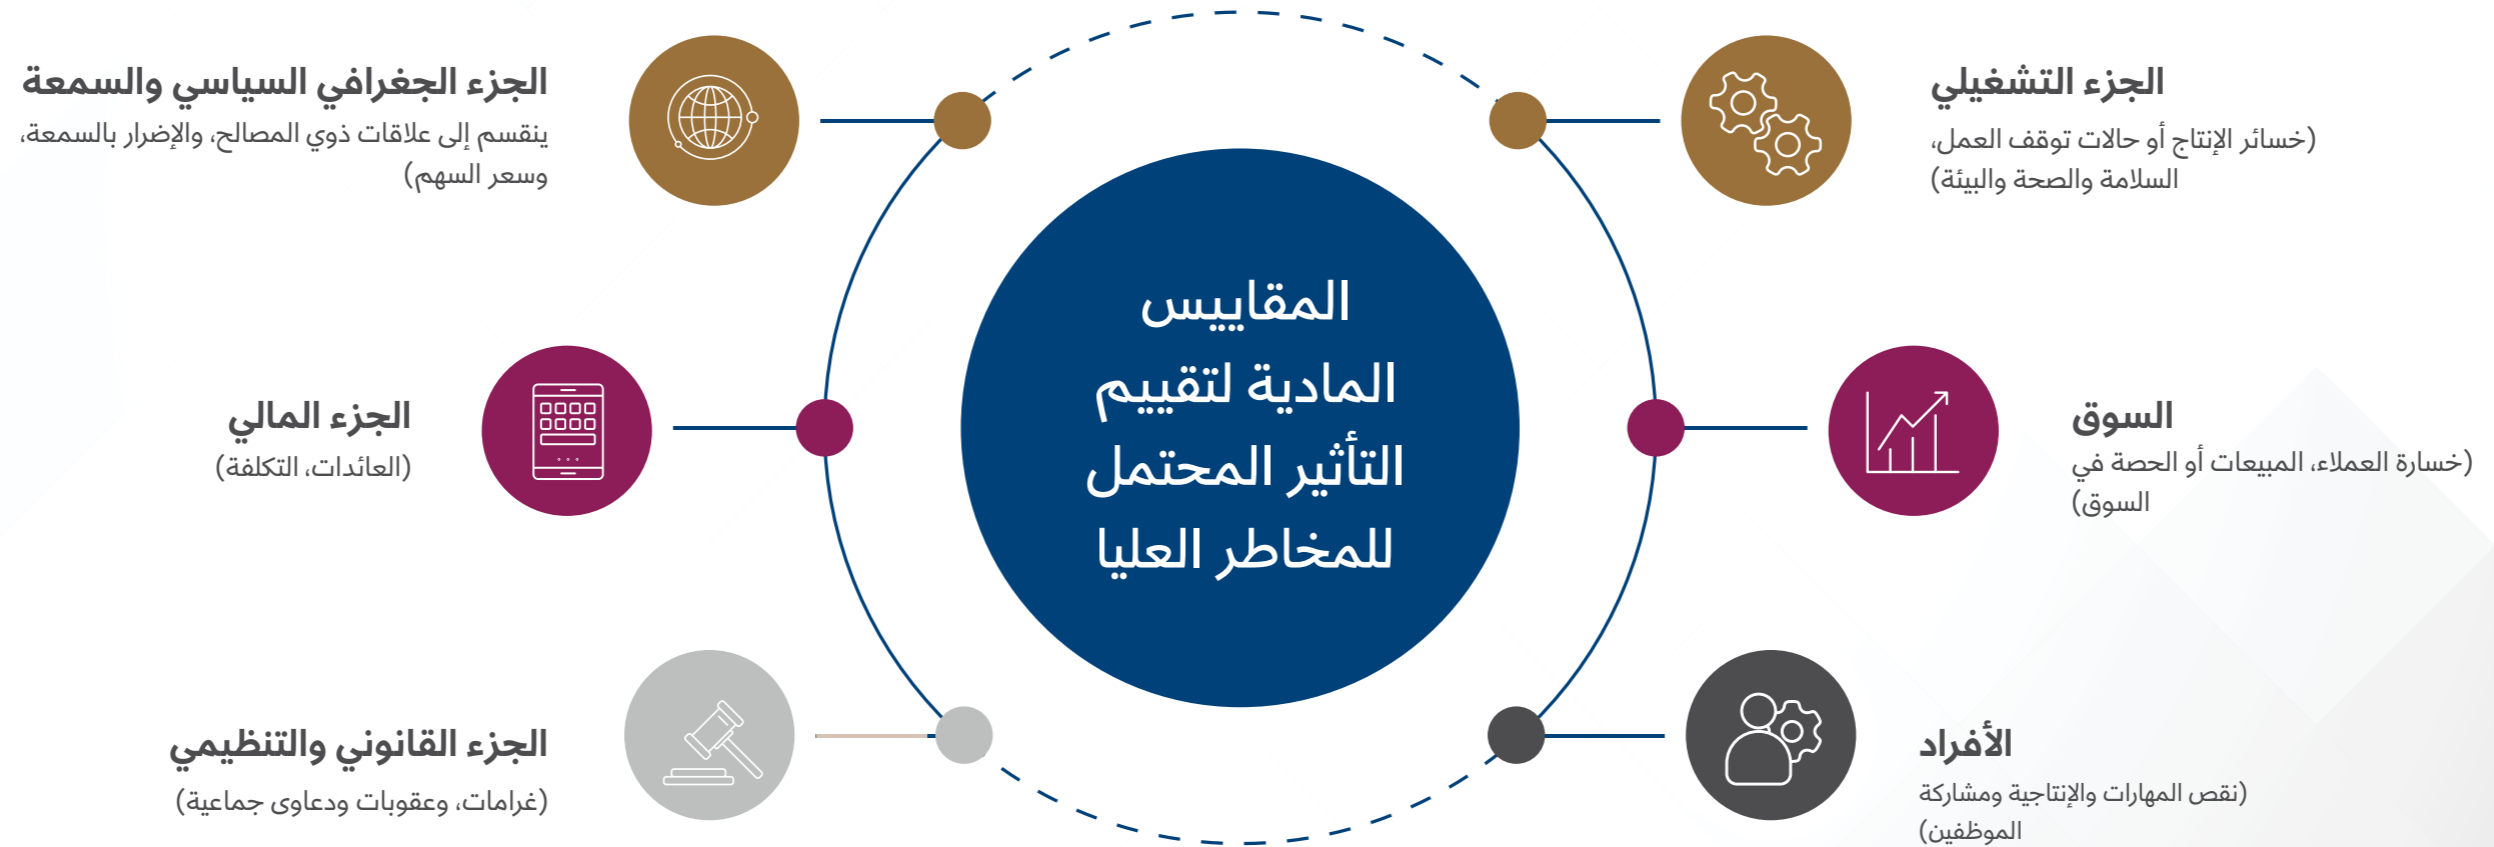 المقاييس
المادية لتقييم
التأثير المحتمل
للمخاطر العليا
الجزء التشغيلي
(خسائر الإنتاج أو حالات توقف العمل،
السلامة والصحة والبيئة)
السوق
(خسارة العملاء، المبيعات أو الحصة في
السوق)
الأفراد
(نقص المهارات والإنتاجية ومشاركة
الموظفين)
الجزء الجغرافي السياسي والسمعة
ينقسم إلى علاقات ذوي المصالح، والإضرار بالسمعة،
وسعر السهم)
الجزء المالي
(العائدات، التكلفة)
الجزء القانوني والتنظيمي
(غرامات، وعقوبات ودعاوى جماعية)